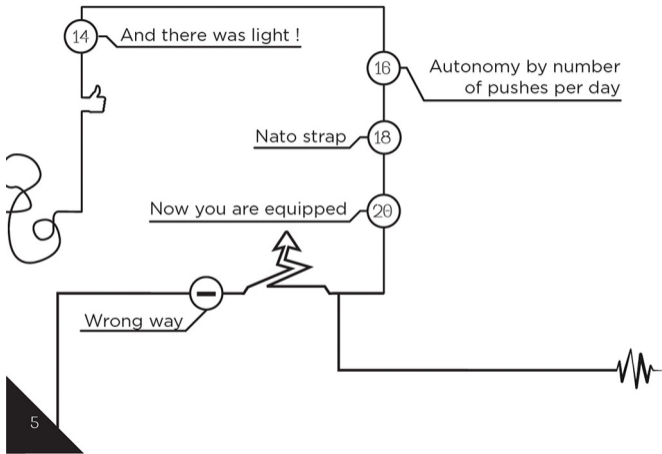 14 And there was light !
16 Autonomy by number
of pushes per day
Nato strap 18
Now you are equipped 20
Wrong way
5